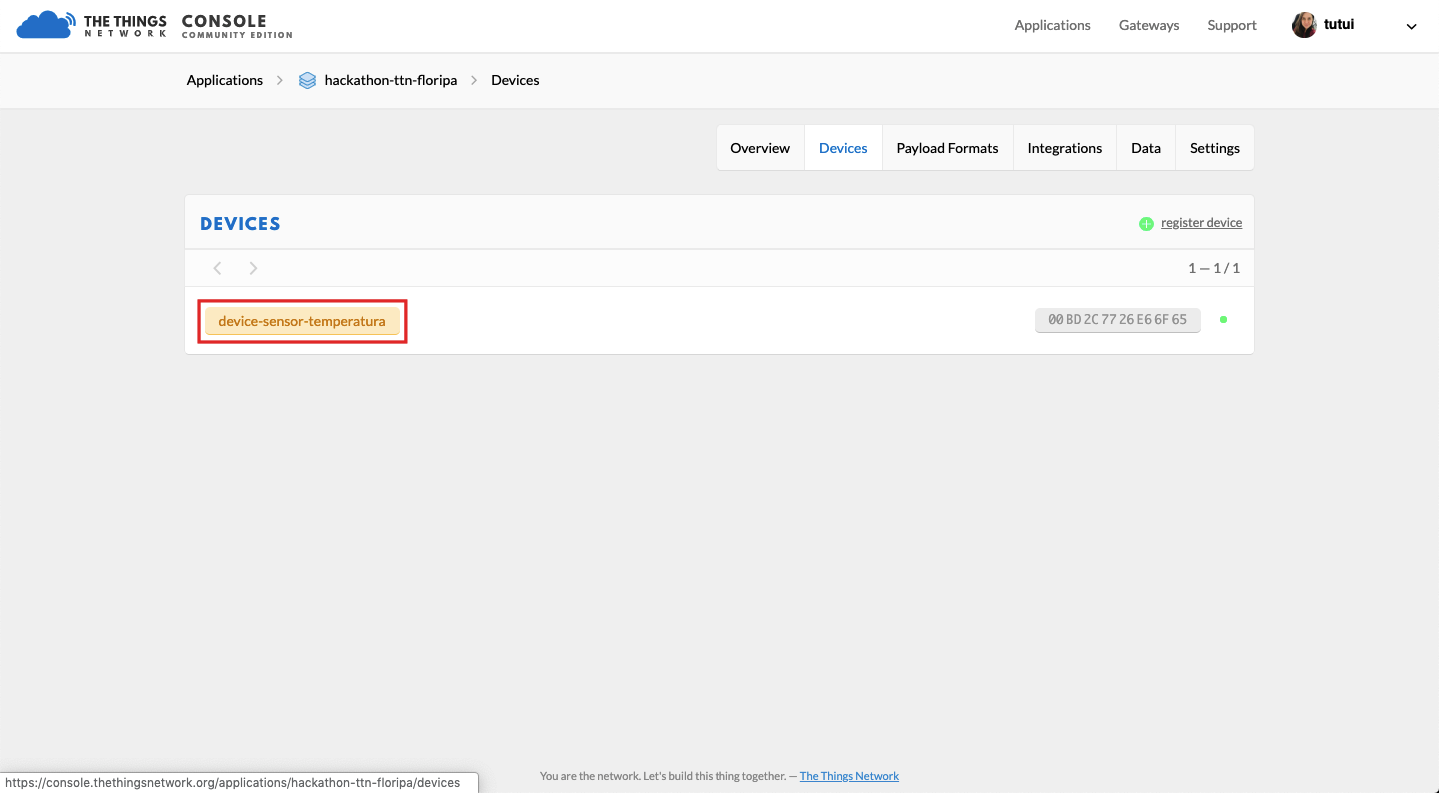 THE THINGS NETWORK CONSOLE COMMUNITY EDITION
Applications Gateways Support tutui
Applications hackathon-ttn-floripa Devices
Overview Devices Payload Formats Integrations Data Settings
DEVICES register device
1 — 1 / 1
device-sensor-temperatura 00 BD 2C 77 26 E6 6F 65
You are the network. Let's build this thing together. — The Things Network
https://console.thethingsnetwork.org/applications/hackathon-ttn-floripa/devices